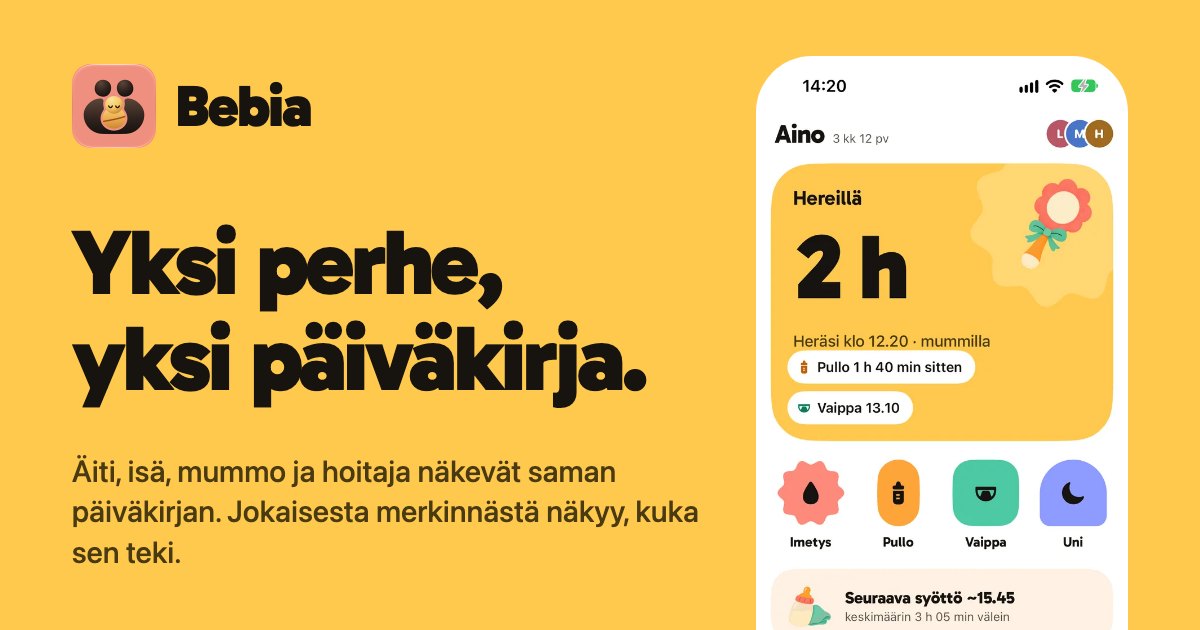 Bebia
Yksi perhe,
yksi päiväkirja.
Äiti, isä, mummo ja hoitaja näkevät saman
päiväkirjan. Jokaisesta merkinnästä näkyy, kuka
sen teki.
14:20
Aino 3 kk 12 pv
L M H
Hereillä
2 h
Heräsi klo 12.20 · mummilla
Pullo 1 h 40 min sitten
Vaippa 13.10
Imetys Pullo Vaippa Uni
Seuraava syöttö ~15.45
keskimäärin 3 h 05 min välein